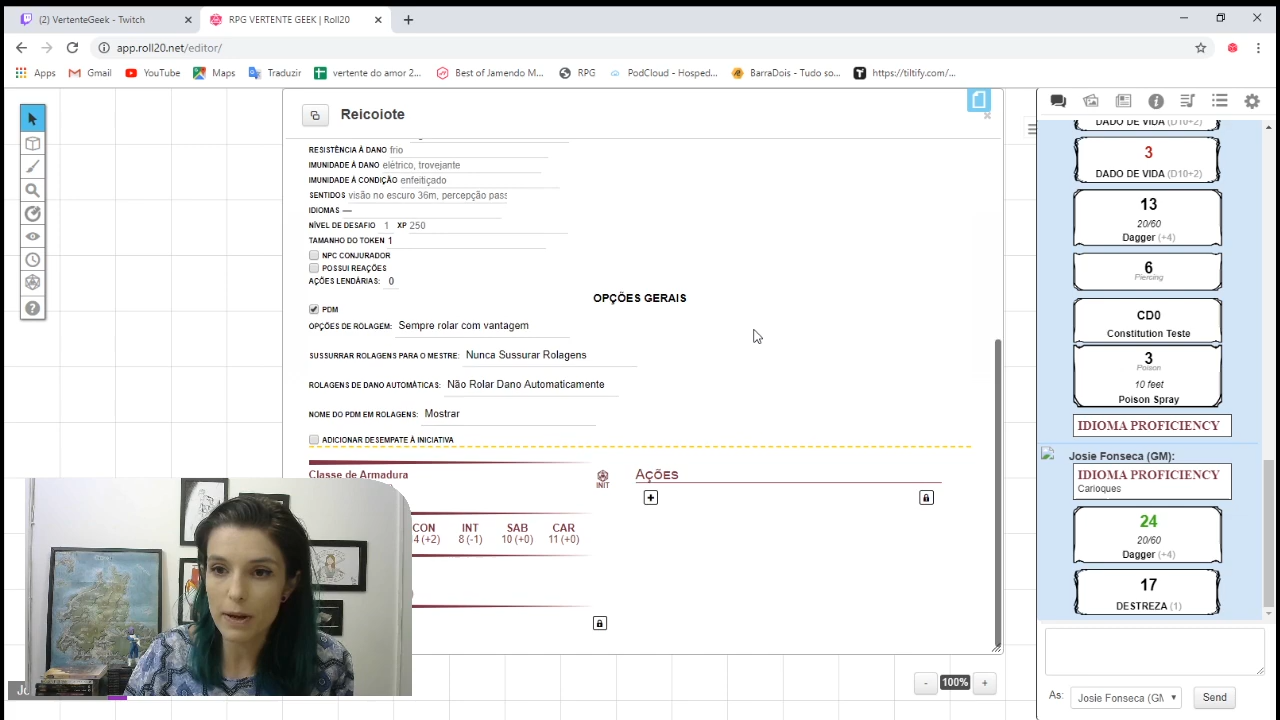 (2) VertenteGeek - Twitch
RPG VERTENTE GEEK | Roll20
app.roll20.net/editor/
Apps
Gmail
YouTube
Maps
Traduzir
vertente do amor 2...
Best of Jamendo M...
RPG
PodCloud - Hosped...
BarraDois - Tudo so...
https://tiltify.com/...
Reicoiote
RESISTÊNCIA À DANO frio
IMUNIDADE À DANO elétrico, trovejante
IMUNIDADE À CONDIÇÃO enfeitiçado
SENTIDOS visão no escuro 36m, percepção pass
IDIOMAS —
NÍVEL DE DESAFIO 1 XP 250
TAMANHO DO TOKEN 1
NPC CONJURADOR
POSSUI REAÇÕES
AÇÕES LENDÁRIAS: 0
OPÇÕES GERAIS
PDM
OPÇÕES DE ROLAGEM: Sempre rolar com vantagem
SUSSURRAR ROLAGENS PARA O MESTRE: Nunca Sussurar Rolagens
ROLAGENS DE DANO AUTOMÁTICAS: Não Rolar Dano Automaticamente
NOME DO PDM EM ROLAGENS: Mostrar
ADICIONAR DESEMPATE À INICIATIVA
Classe de Armadura
INIT
AÇÕES
CON INT SAB CAR
4 (+2) 8 (-1) 10 (+0) 11 (+0)
DADO DE VIDA (D10+2)
3
DADO DE VIDA (D10+2)
13
20/60
Dagger (+4)
6
Piercing
CD0
Constitution Teste
3
Poison
10 feet
Poison Spray
IDIOMA PROFICIENCY
Josie Fonseca (GM):
IDIOMA PROFICIENCY
Carioques
24
20/60
Dagger (+4)
17
DESTREZA (1)
- 100% +
As: Josie Fonseca (GM
Send